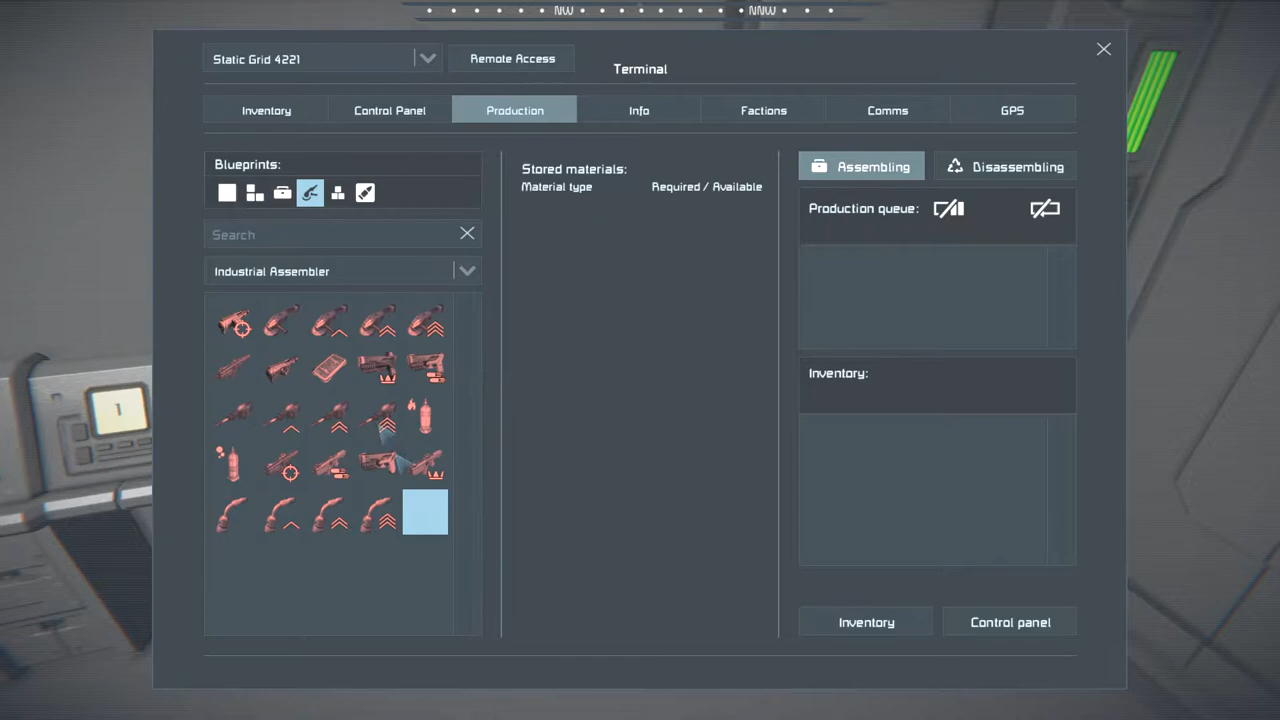 NW NNW
Static Grid 4221
Remote Access
Terminal
Inventory
Control Panel
Production
Info
Factions
Comms
GPS
Blueprints:
Search
Industrial Assembler
Stored materials:
Material type Required / Available
Assembling
Disassembling
Production queue:
Inventory:
Inventory
Control panel
1